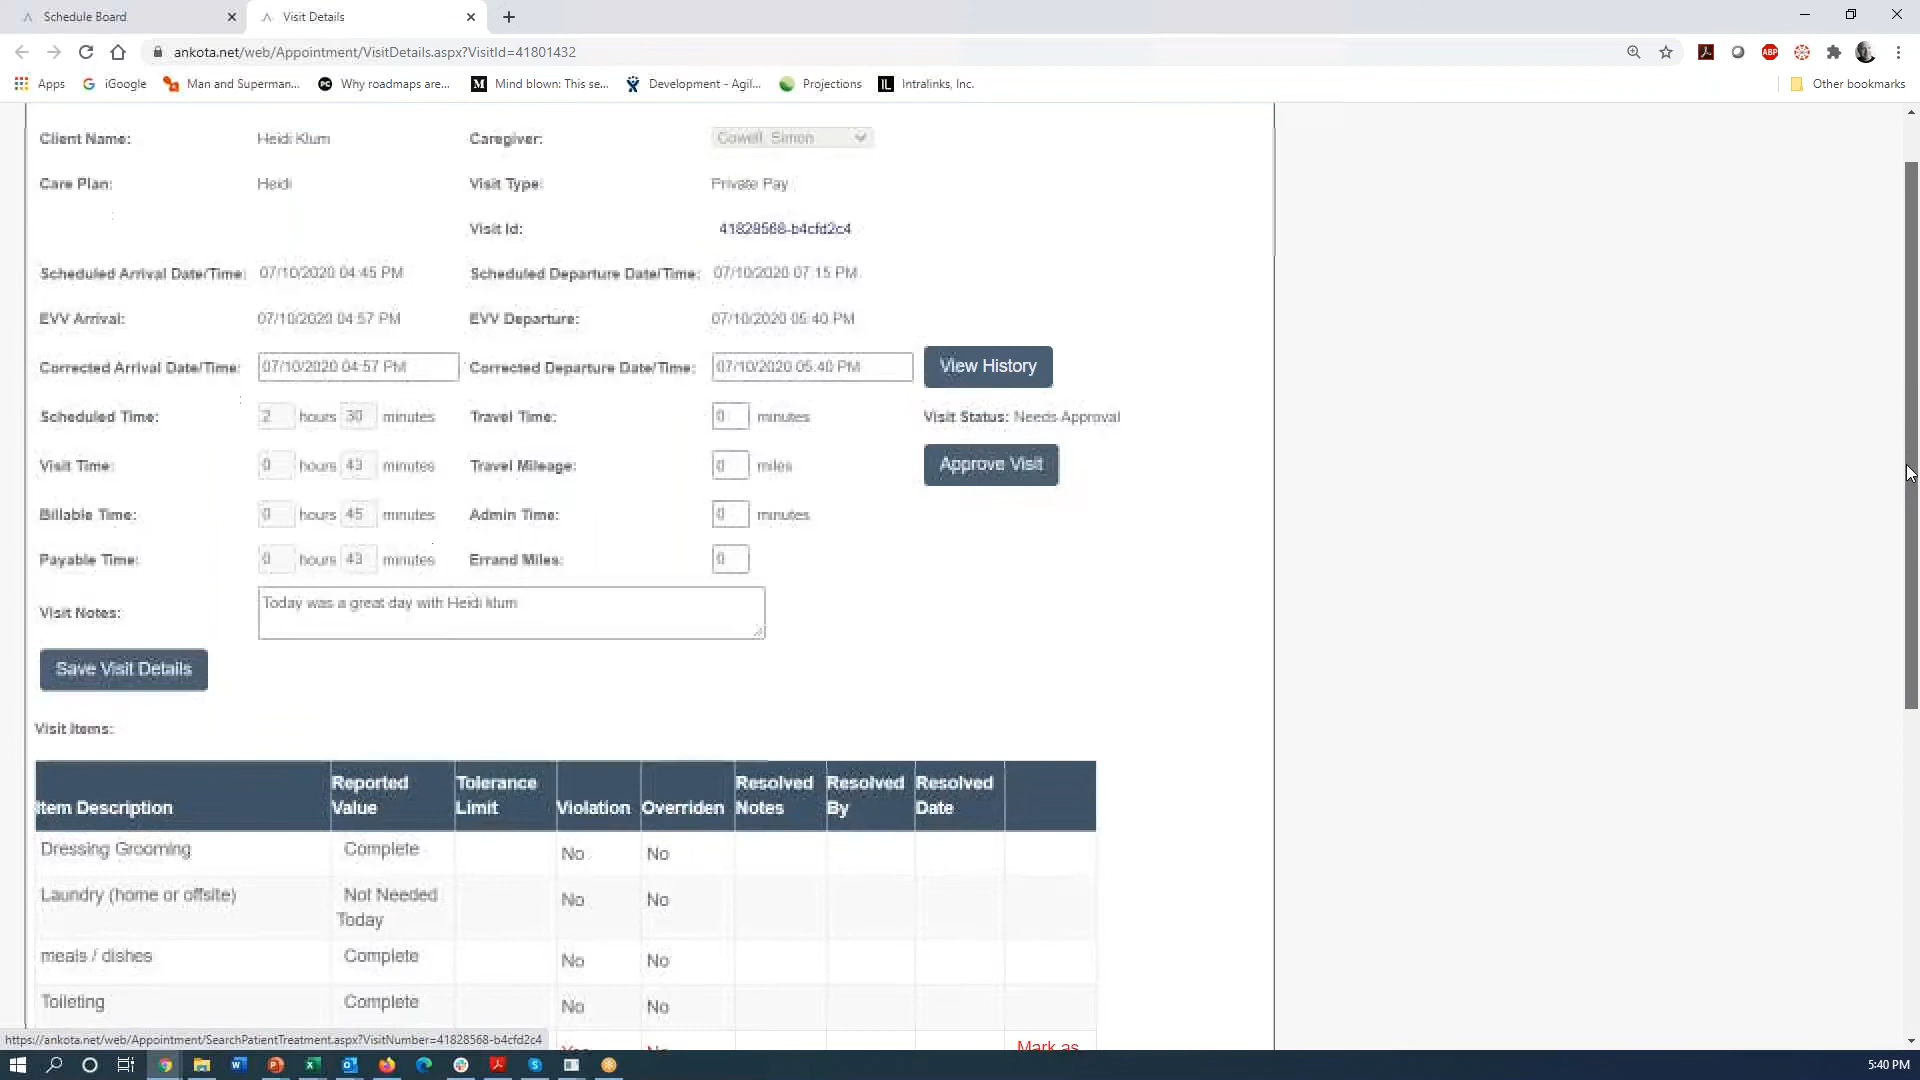 Schedule Board
Visit Details
ankota.net/web/Appointment/VisitDetails.aspx?VisitId=41801432
ABP
Apps
iGoogle
Man and Superman...
Why roadmaps are...
Mind blown: This se...
Development - Agil...
Projections
Intralinks, Inc.
Other bookmarks
Client Name: Heidi Klum Caregiver: Cowell, Simon
Care Plan: Heidi Visit Type: Private Pay
Visit Id: 41828568-b4cfd2c4
Scheduled Arrival Date/Time: 07/10/2020 04:45 PM Scheduled Departure Date/Time: 07/10/2020 07:15 PM
EVV Arrival: 07/10/2020 04:57 PM EVV Departure: 07/10/2020 05:40 PM
Corrected Arrival Date/Time: 07/10/2020 04:57 PM Corrected Departure Date/Time: 07/10/2020 05:40 PM View History
Scheduled Time: 2 hours 30 minutes Travel Time: 0 minutes Visit Status: Needs Approval
Visit Time: 0 hours 43 minutes Travel Mileage: 0 miles Approve Visit
Billable Time: 0 hours 45 minutes Admin Time: 0 minutes
Payable Time: 0 hours 43 minutes Errand Miles: 0
Visit Notes: Today was a great day with Heidi klum
Save Visit Details
Visit Items:
Item Description Reported Value Tolerance Limit Violation Overriden Resolved Notes Resolved By Resolved Date
Dressing Grooming Complete No No
Laundry (home or offsite) Not Needed Today No No
meals / dishes Complete No No
Toileting Complete No No
Yes No Mark as
https://ankota.net/web/Appointment/SearchPatientTreatment.aspx?VisitNumber=41828568-b4cfd2c4
5:40 PM